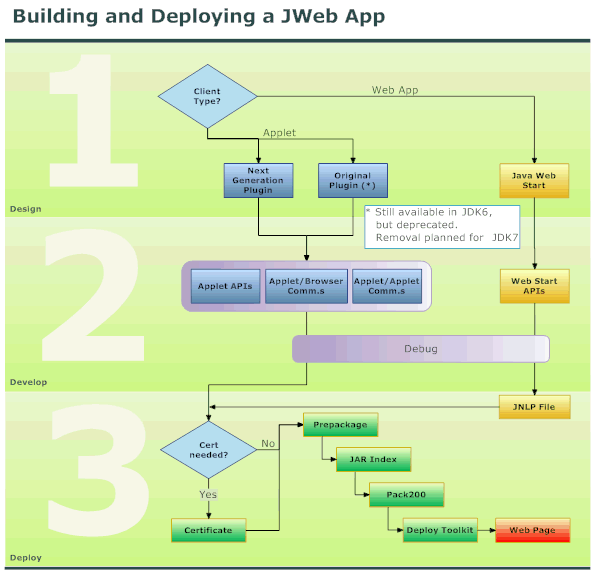 Building and Deploying a JWeb App
1
Client
Type?
Web App
Applet
Next
Generation
Plugin
Original
Plugin (*)
Java Web
Start
Design
* Still available in JDK6,
but deprecated.
Removal planned for JDK7
2
Applet APIs
Applet/Browser
Comm.s
Applet/Applet
Comm.s
Web Start
APIs
Debug
Develop
JNLP File
3
Cert
needed?
No
Yes
Prepackage
JAR Index
Pack200
Certificate
Deploy Toolkit
Web Page
Deploy